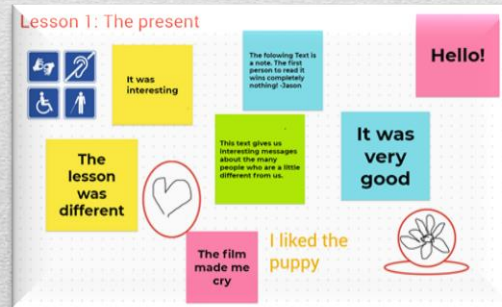 Lesson 1: The present
It was
interesting
The folowing Text is
a note. The first
person to read it
wins completely
nothing! -Jason
Hello!
The
lesson
was
different
This text gives us
interesting messages
about the many
people who are a little
different from us.
It was
very
good
The film
made me
cry
I liked the
puppy